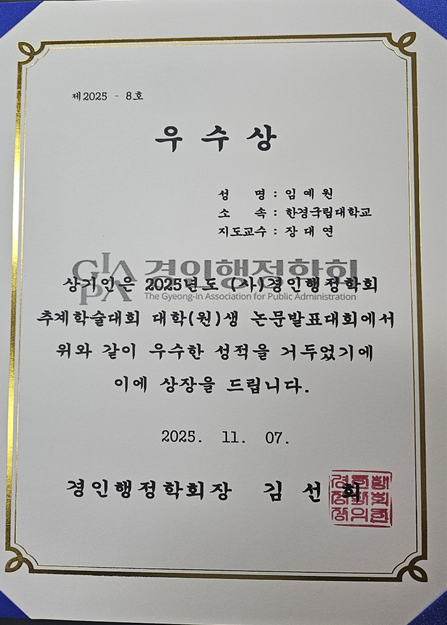 제2025 - 8호
우수상
성 명 : 임예원
소 속 : 한경국립대학교
지도교수 : 장대연
GIAPA 경인행정학회
The Gyeong-in Association for Public Administration
상기인은 2025년도 (사)경인행정학회
추계학술대회 대학(원)생 논문발표대회에서
위와 같이 우수한 성적을 거두었기에
이에 상장을 드립니다.
2025. 11. 07.
경인행정학회장 김선회